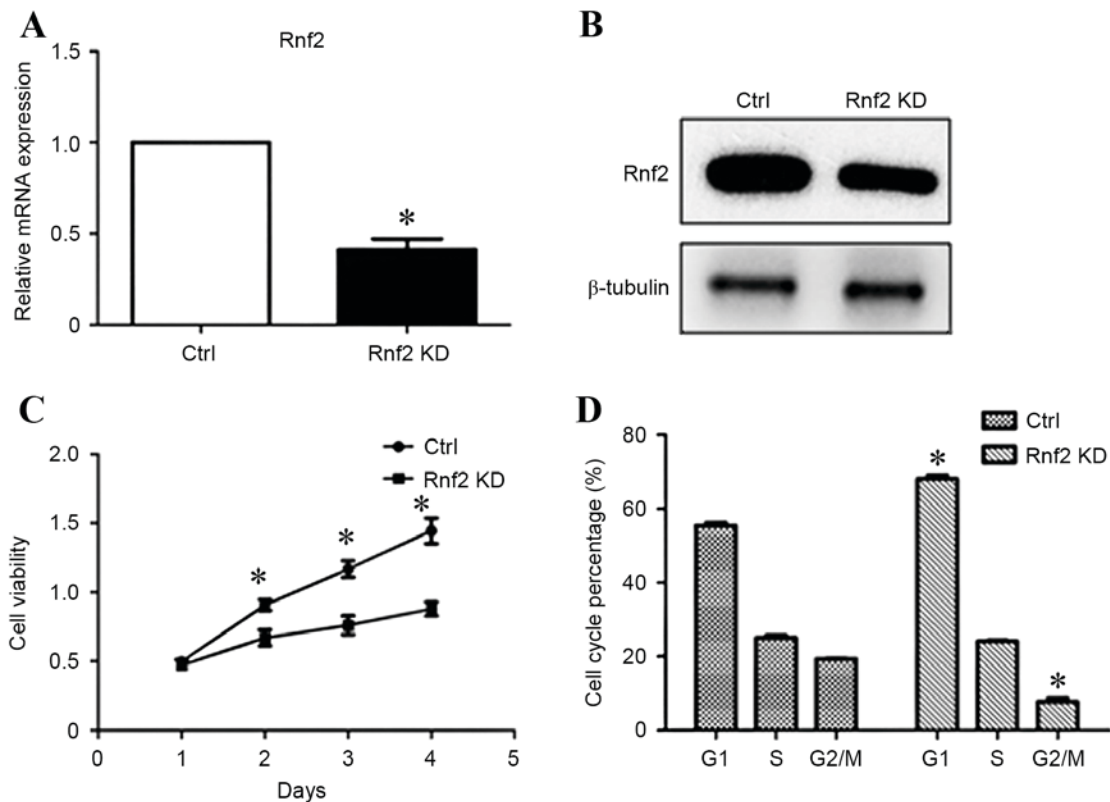 A
Rnf2
Relative mRNA expression
1.5
1.0
0.5
0
*
Ctrl
Rnf2 KD
B
Ctrl
Rnf2 KD
Rnf2
β-tubulin
C
Ctrl
Rnf2 KD
Cell viability
2.0
1.5
1.0
0.5
0
*
*
*
0
1
2
3
4
5
Days
D
Ctrl
Rnf2 KD
Cell cycle percentage (%)
80
60
40
20
0
*
*
G1
S
G2/M
G1
S
G2/M